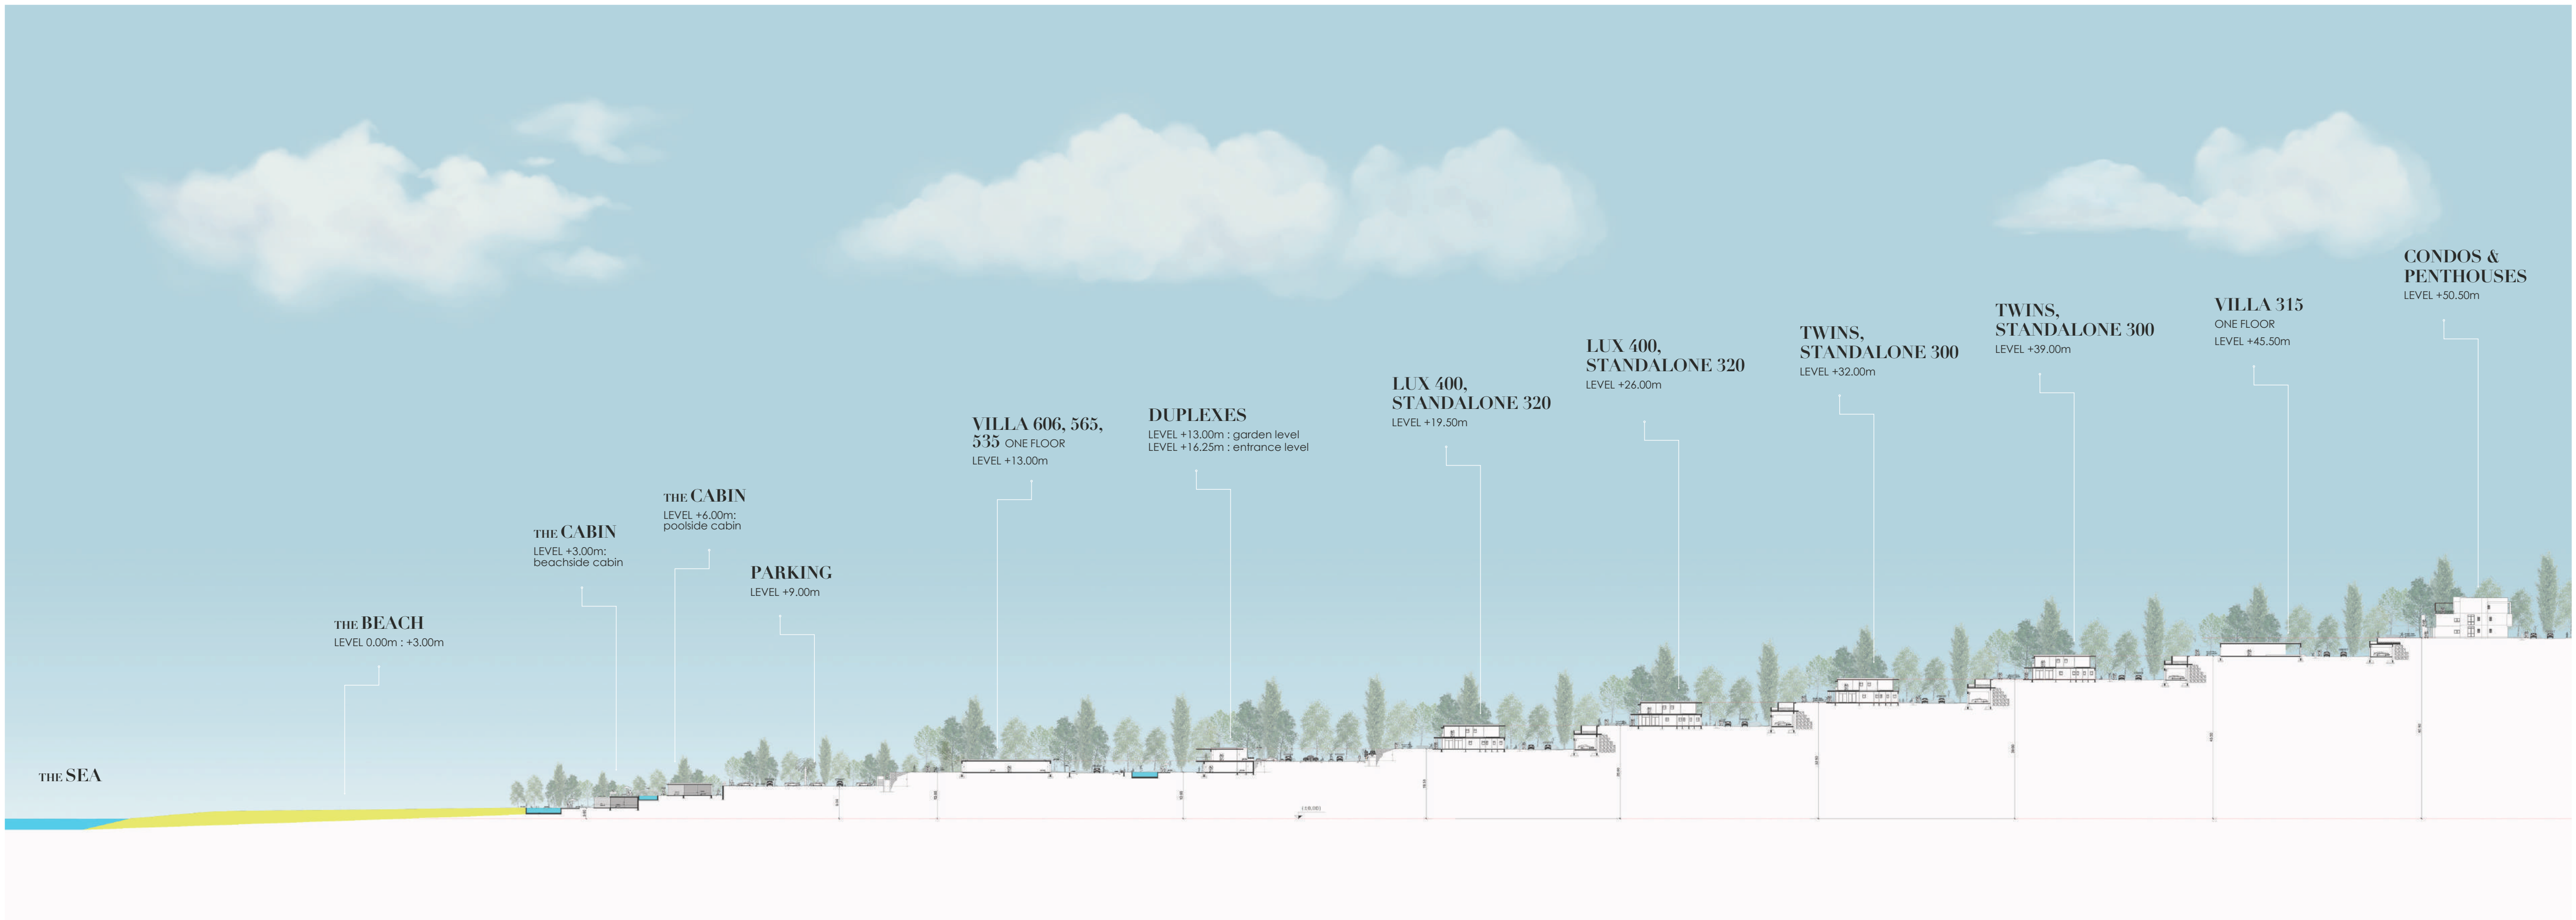 THE SEA
THE BEACH
LEVEL 0.00m : +3.00m
THE CABIN
LEVEL +3.00m:
beachside cabin
THE CABIN
LEVEL +6.00m:
poolside cabin
PARKING
LEVEL +9.00m
VILLA 606, 565,
535 ONE FLOOR
LEVEL +13.00m
DUPLEXES
LEVEL +13.00m : garden level
LEVEL +16.25m : entrance level
LUX 400,
STANDALONE 320
LEVEL +19.50m
LUX 400,
STANDALONE 320
LEVEL +26.00m
TWINS,
STANDALONE 300
LEVEL +32.00m
TWINS,
STANDALONE 300
LEVEL +39.00m
VILLA 315
ONE FLOOR
LEVEL +45.50m
CONDOS &
PENTHOUSES
LEVEL +50.50m